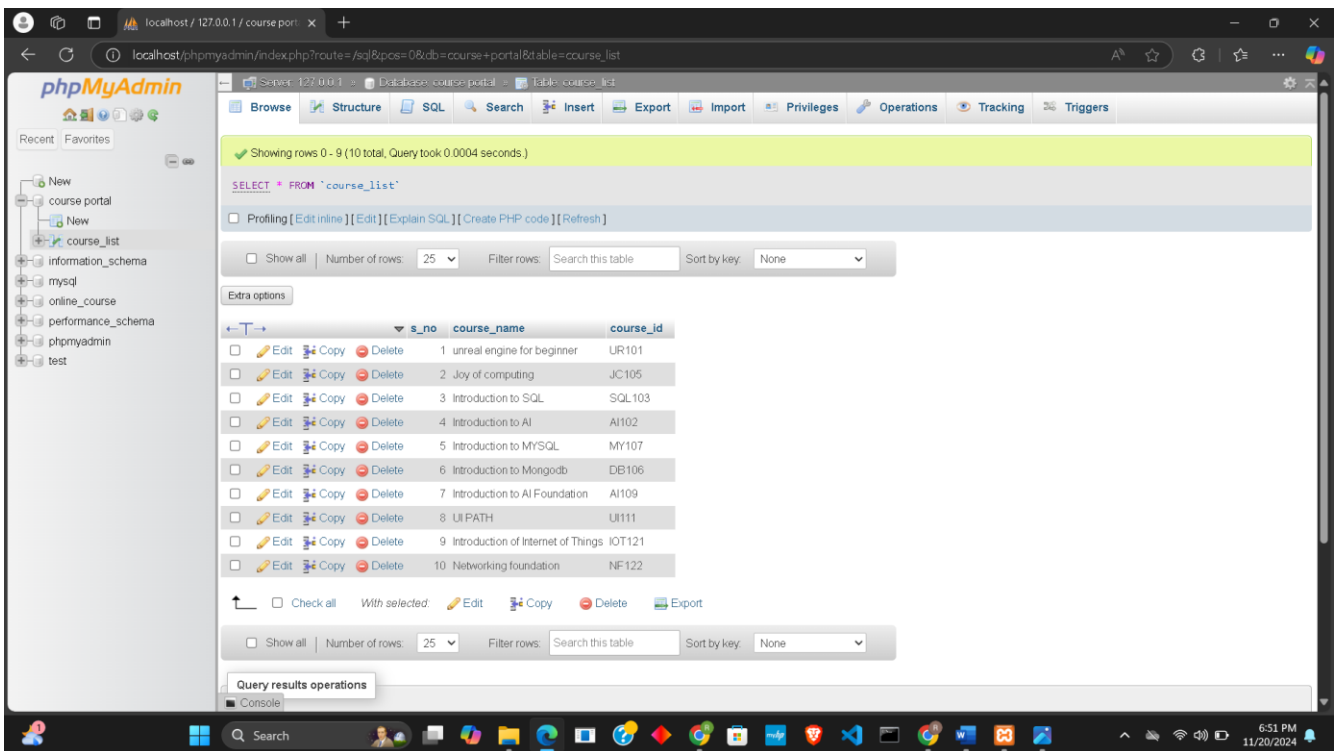 localhost / 127.0.0.1 / course port
localhost/phpmyadmin/index.php?route=/sql&pos=0&db=course+portal&table=course_list
phpMyAdmin
Recent Favorites
New
course portal
New
course_list
information_schema
mysql
online_course
performance_schema
phpmyadmin
test
Server: 127.0.0.1 » Database: course portal » Table: course_list
Browse Structure SQL Search Insert Export Import Privileges Operations Tracking Triggers
Showing rows 0 - 9 (10 total, Query took 0.0004 seconds.)
SELECT * FROM `course_list`
Profiling [ Edit inline ] [ Edit ] [ Explain SQL ] [ Create PHP code ] [ Refresh ]
Show all | Number of rows: 25 Filter rows: Search this table Sort by key: None
Extra options
←T→ s_no course_name course_id
Edit Copy Delete 1 unreal engine for beginner UR101
Edit Copy Delete 2 Joy of computing JC105
Edit Copy Delete 3 Introduction to SQL SQL103
Edit Copy Delete 4 Introduction to AI AI102
Edit Copy Delete 5 Introduction to MYSQL MY107
Edit Copy Delete 6 Introduction to Mongodb DB106
Edit Copy Delete 7 Introduction to AI Foundation AI109
Edit Copy Delete 8 UI PATH UI111
Edit Copy Delete 9 Introduction of Internet of Things IOT121
Edit Copy Delete 10 Networking foundation NF122
Check all With selected: Edit Copy Delete Export
Show all | Number of rows: 25 Filter rows: Search this table Sort by key: None
Query results operations
Console
Search
6:51 PM
11/20/2024